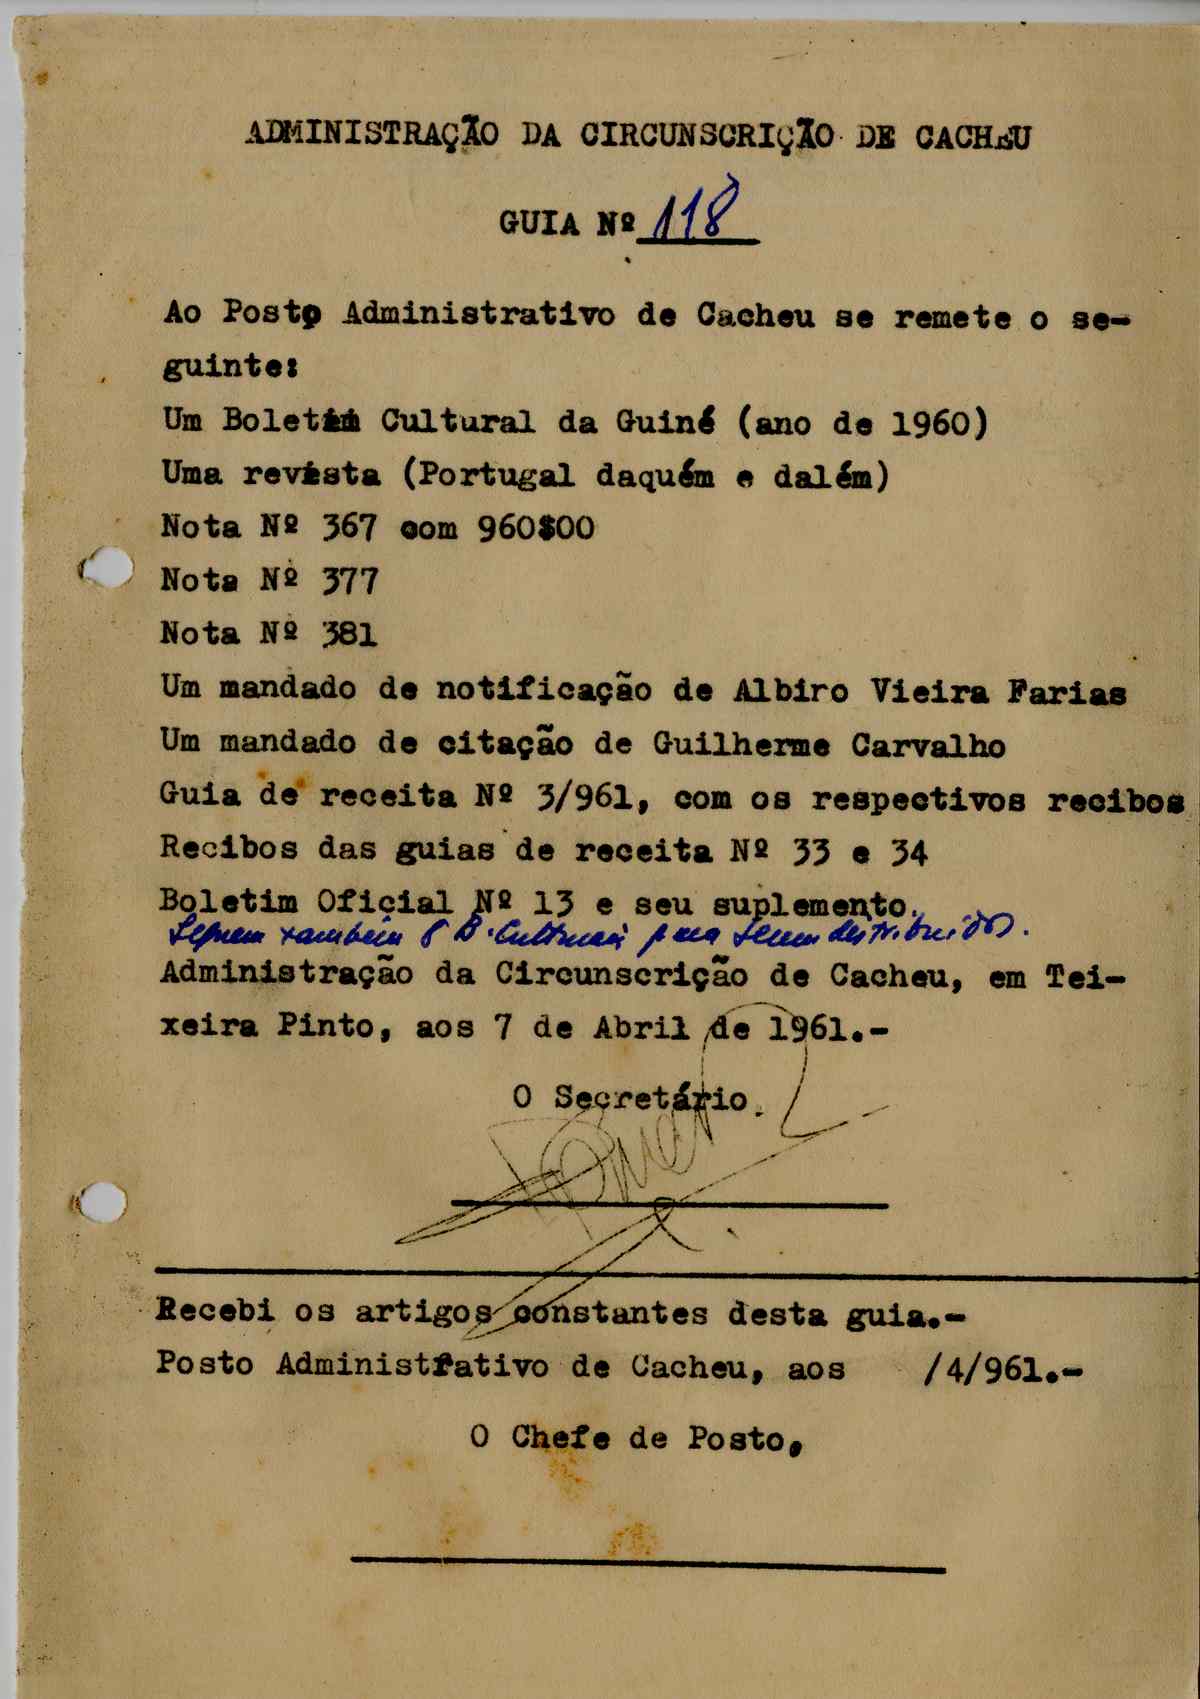 ADMINISTRAÇÃO DA CIRCUNSCRIÇÃO DE CACHEU
GUIA Nº 118
Ao Posto Administrativo de Cacheu se remete o se-
guinte:
Um Boletim Cultural da Guiné (ano de 1960)
Uma revista (Portugal daquém e dalém)
Nota Nº 367 com 960$00
Nota Nº 377
Nota Nº 381
Um mandado de notificação de Albiro Vieira Farias
Um mandado de citação de Guilherme Carvalho
Guia de receita Nº 3/961, com os respectivos recibos
Recibos das guias de receita Nº 33 e 34
Boletim Oficial Nº 13 e seu suplemento.
Seguem também B. Culturais para serem distribuidos.
Administração da Circunscrição de Cacheu, em Tei-
xeira Pinto, aos 7 de Abril de 1961.-
O Secretário.
Recebi os artigos constantes desta guia.-
Posto Administrativo de Cacheu, aos /4/961.-
O Chefe de Posto,